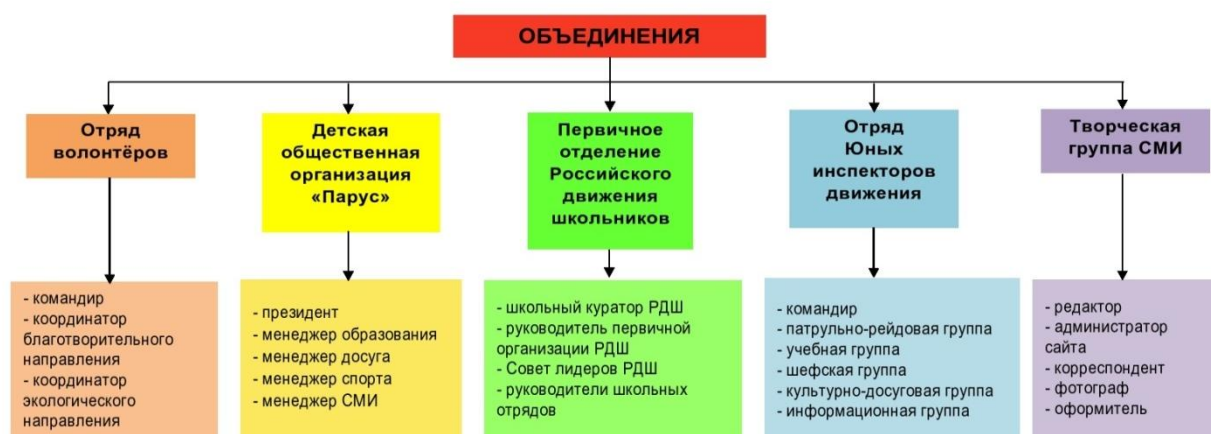 ОБЪЕДИНЕНИЯ
Отряд
волонтёров
Детская
общественная
организация
«Парус»
Первичное
отделение
Российского
движения
школьников
Отряд
Юных
инспекторов
движения
Творческая
группа СМИ
- командир
- координатор
благотворительного
направления
- координатор
экологического
направления
- президент
- менеджер образования
- менеджер досуга
- менеджер спорта
- менеджер СМИ
- школьный куратор РДШ
- руководитель первичной
организации РДШ
- Совет лидеров РДШ
- руководители школьных
отрядов
- командир
- патрульно-рейдовая группа
- учебная группа
- шефская группа
- культурно-досуговая группа
- информационная группа
- редактор
- администратор
сайта
- корреспондент
- фотограф
- оформитель